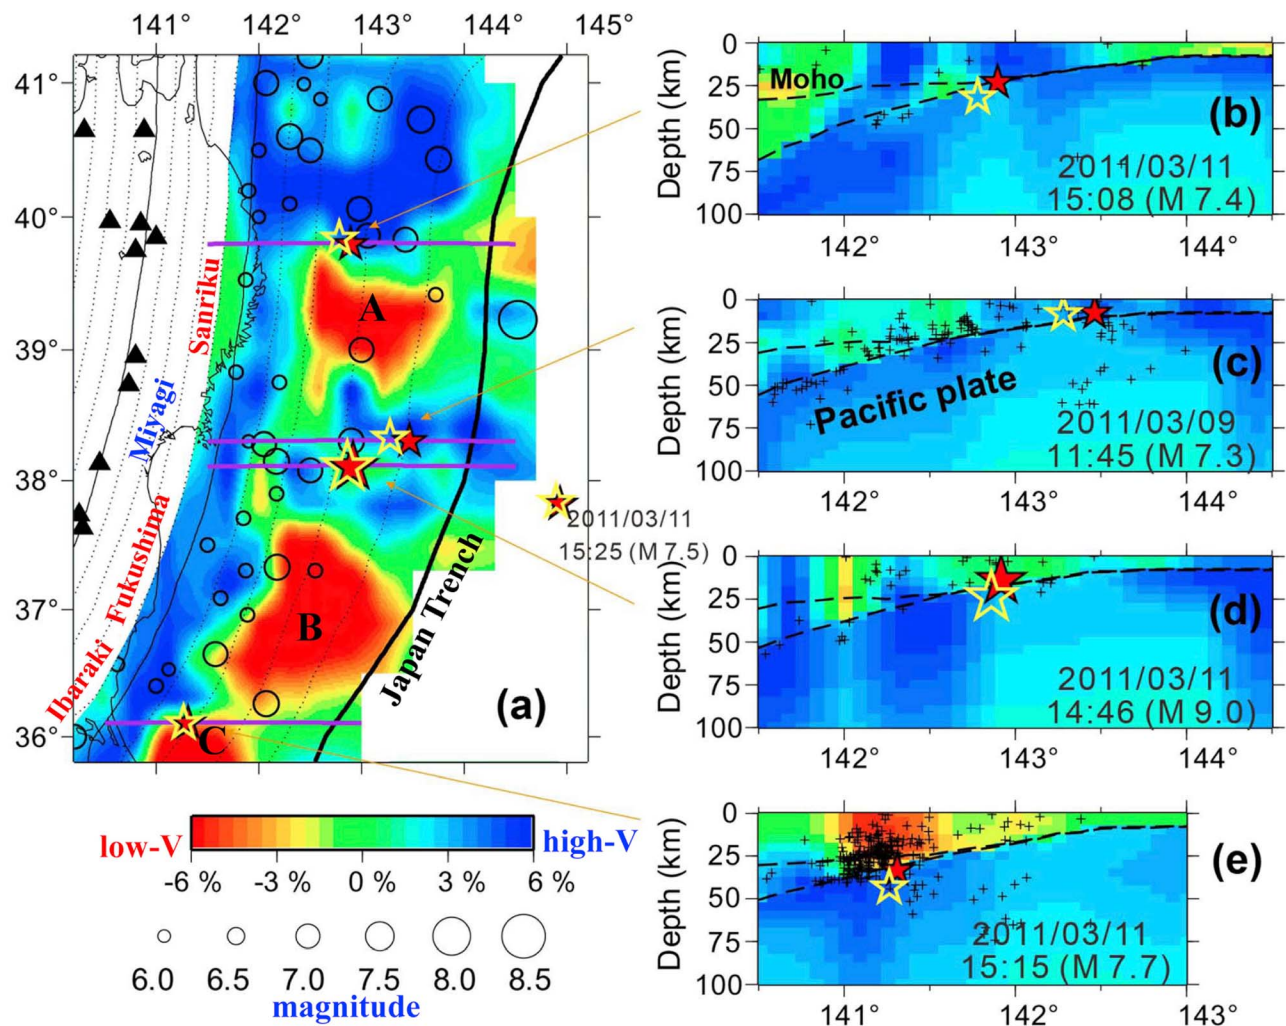 141° 142° 143° 144° 145°
41°
40°
39°
38°
37°
36°
Sanriku
Miyagi
Fukushima
Ibaraki
A
B
C
Japan Trench
(a)
2011/03/11
15:25 (M 7.5)
low-V
high-V
-6 % -3 % 0 % 3 % 6 %
6.0 6.5 7.0 7.5 8.0 8.5
magnitude
Depth (km)
0
25
50
75
100
Moho
(b)
2011/03/11
15:08 (M 7.4)
142° 143° 144°
Depth (km)
0
25
50
75
100
Pacific plate
(c)
2011/03/09
11:45 (M 7.3)
142° 143° 144°
Depth (km)
0
25
50
75
100
(d)
2011/03/11
14:46 (M 9.0)
142° 143° 144°
Depth (km)
0
25
50
75
100
(e)
2011/03/11
15:15 (M 7.7)
141° 142° 143°